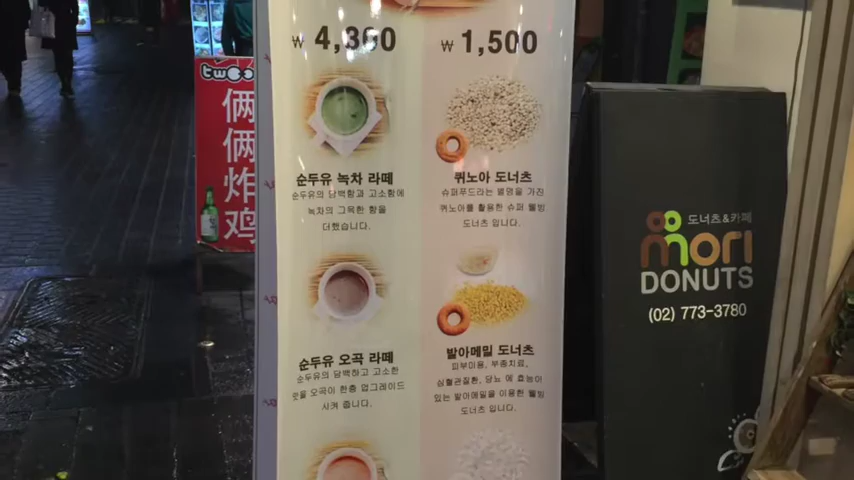 ₩ 4,360
₩ 1,500
순두유 녹차 라떼
순두유의 담백함과 고소함에
녹차의 그윽한 향을
더했습니다.
퀴노아 도너츠
슈퍼푸드라는 별명을 가진
퀴노아를 활용한 슈퍼 웰빙
도너츠 입니다.
순두유 오곡 라떼
순두유의 담백하고 고소한
맛을 오곡이 한층 업그레이드
시켜 줍니다.
발아메밀 도너츠
피부미용, 부종치료,
심혈관질환, 당뇨 에 효능이
있는 발아메밀을 이용한 웰빙
도너츠 입니다.
twoo
俩俩炸鸡
도너츠&카페
mori
DONUTS
(02) 773-3780